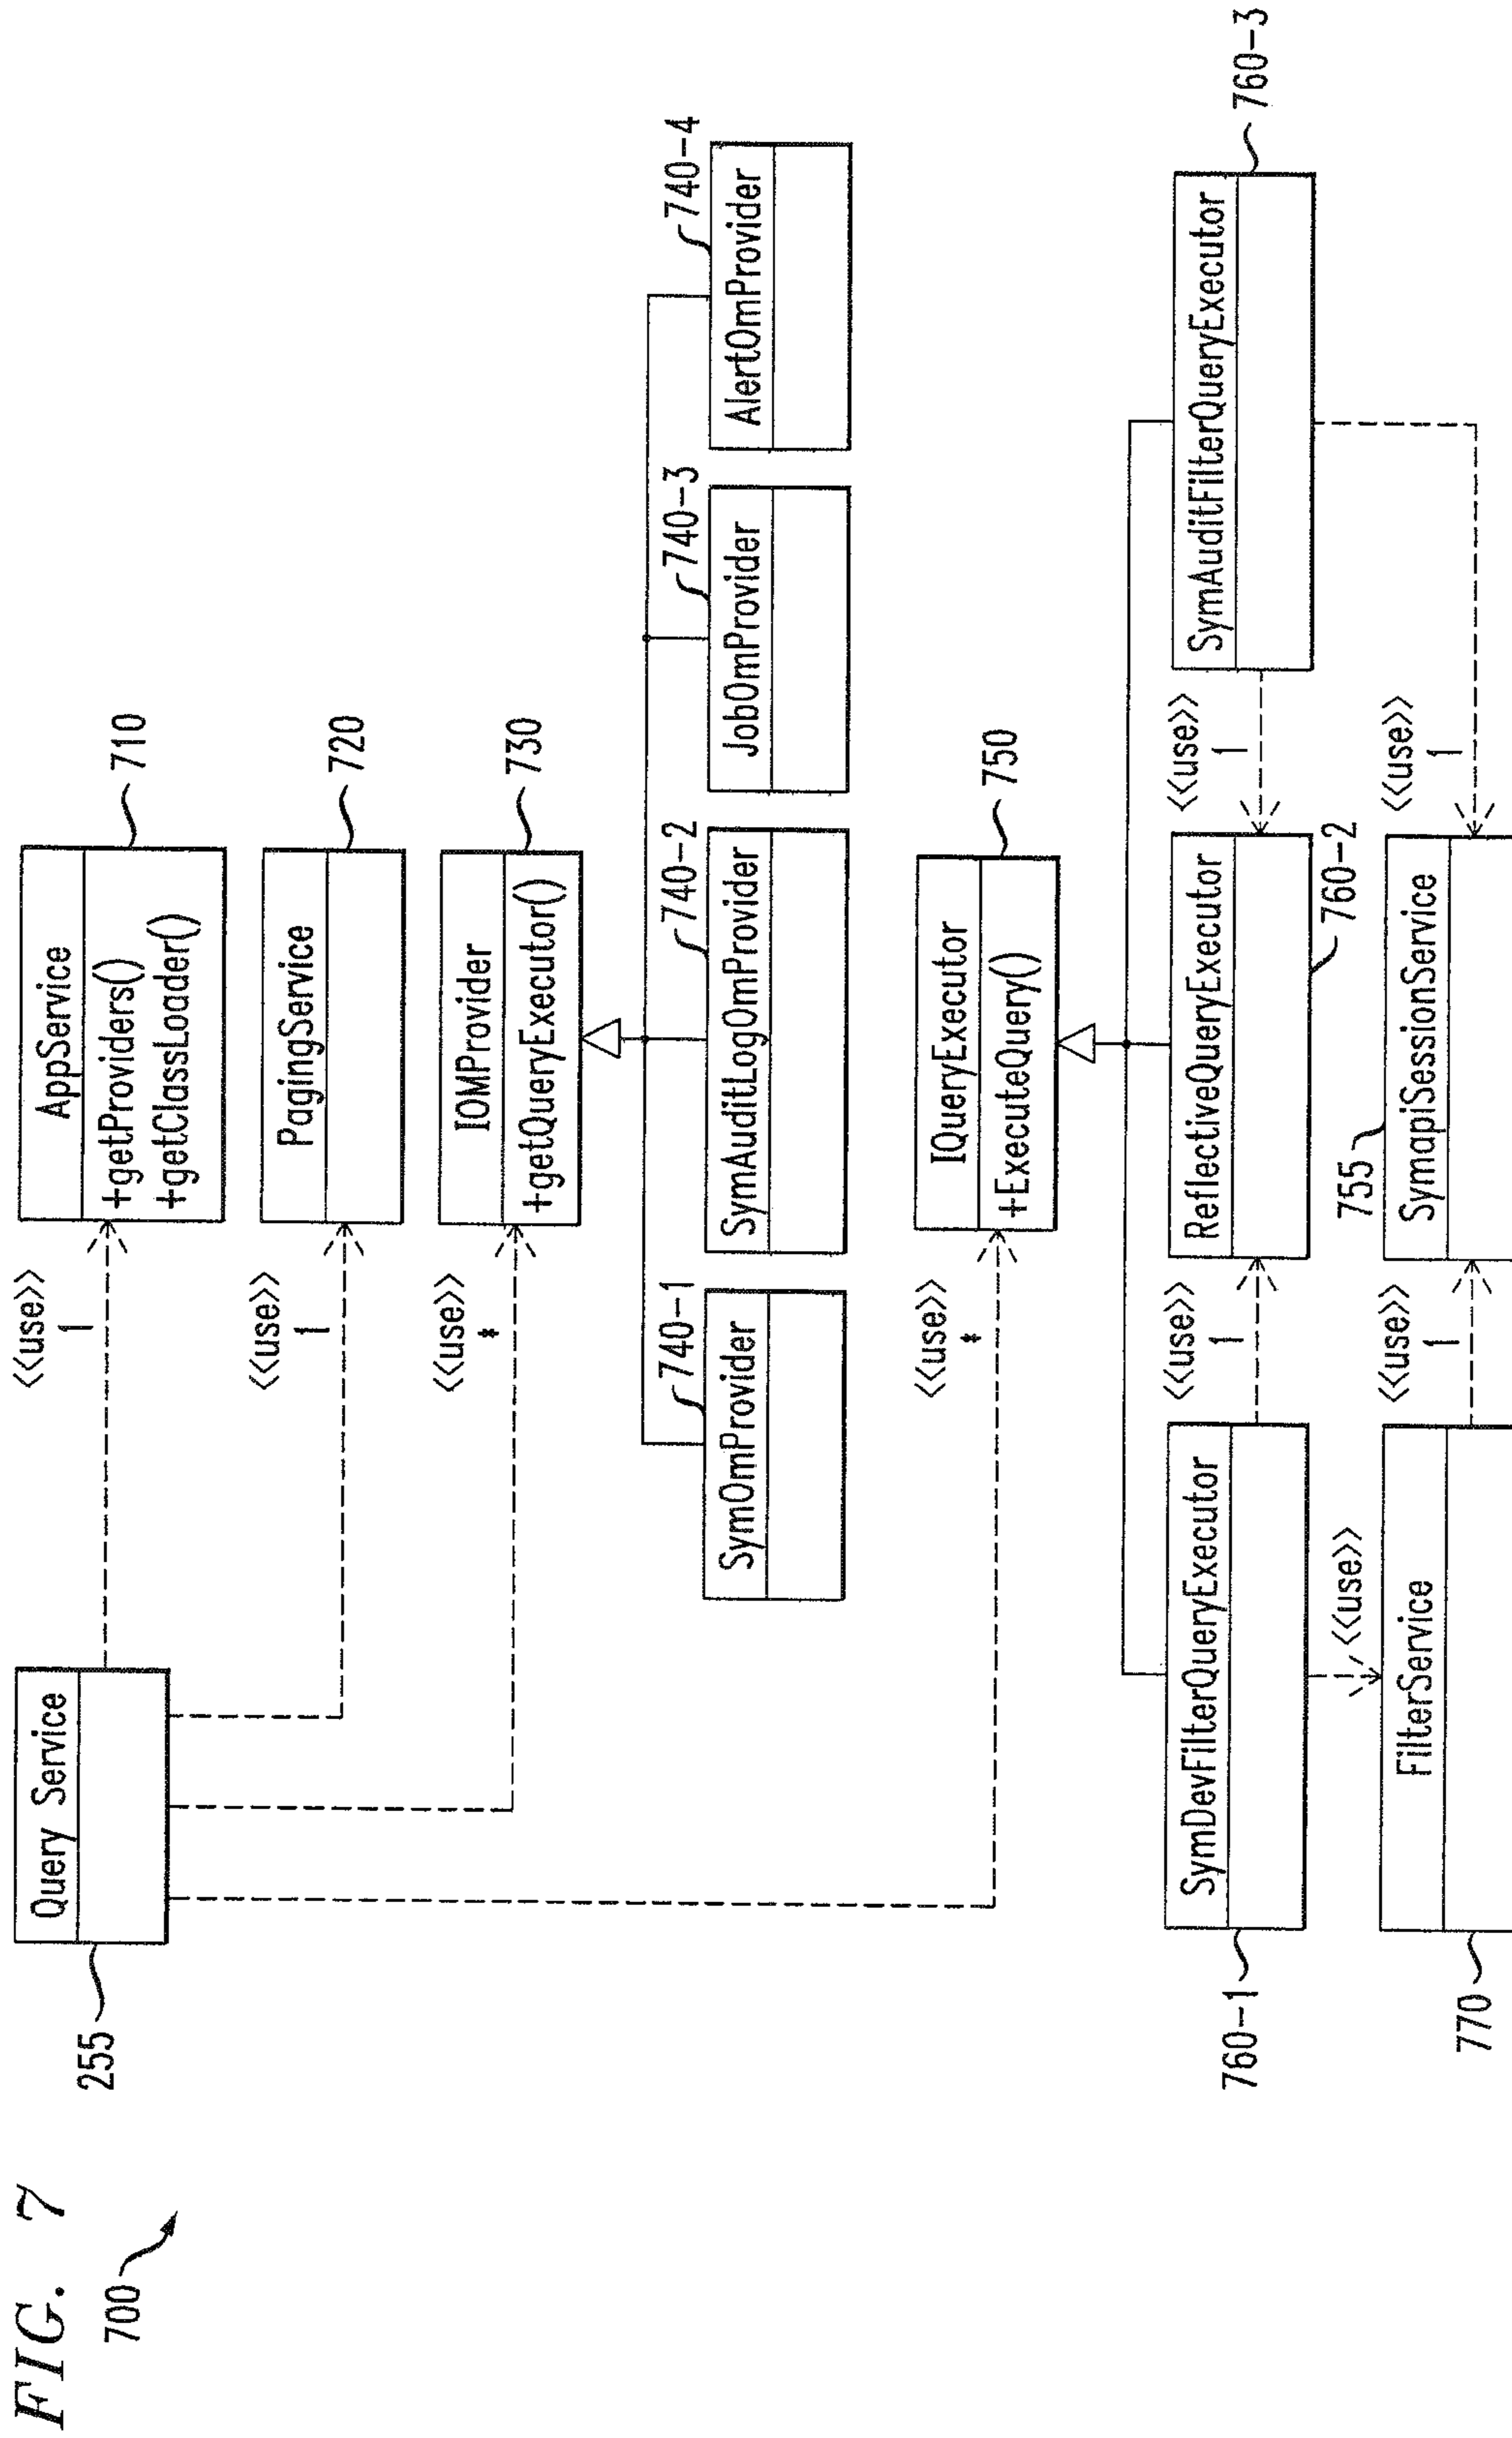 FIG. 7
700
255
Query Service
<<use>>
1
AppService
+getProviders()
+getClassLoader()
710
<<use>>
1
PagingService
720
<<use>>
*
IOMProvider
+getQueryExecutor()
730
740-1
SymOmProvider
740-2
SymAuditLogOmProvider
740-3
JobOmProvider
740-4
AlertOmProvider
<<use>>
*
IQueryExecutor
+ExecuteQuery()
750
760-1
SymDevFilterQueryExecutor
<<use>>
1
ReflectiveQueryExecutor
760-2
<<use>>
1
SymAuditFilterQueryExecutor
760-3
<<use>>
770
FilterService
<<use>>
1
755
SymapiSessionService
<<use>>
1